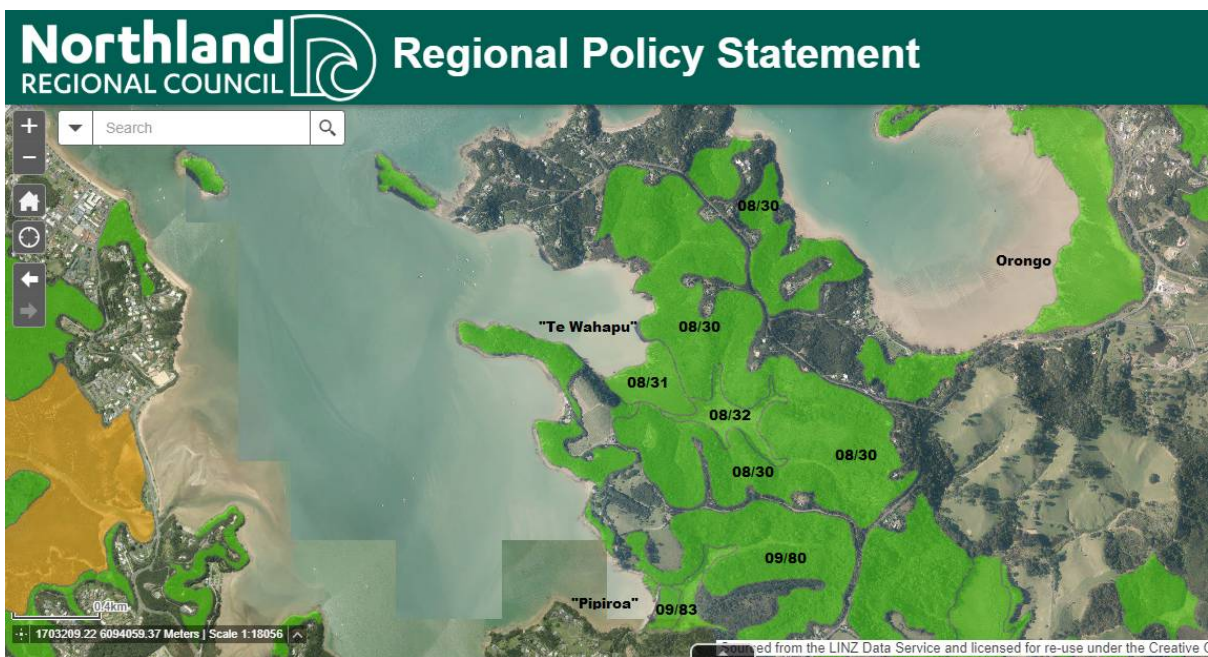 Northland
REGIONAL COUNCIL
Regional Policy Statement
+
Search
−
08/30
Orongo
"Te Wahapu"
08/30
08/31
08/32
08/30
08/30
09/80
"Pipiroa"
09/83
0.4km
1703209.22 6094059.37 Meters | Scale 1:18056
Sourced from the LINZ Data Service and licensed for re-use under the Creative C